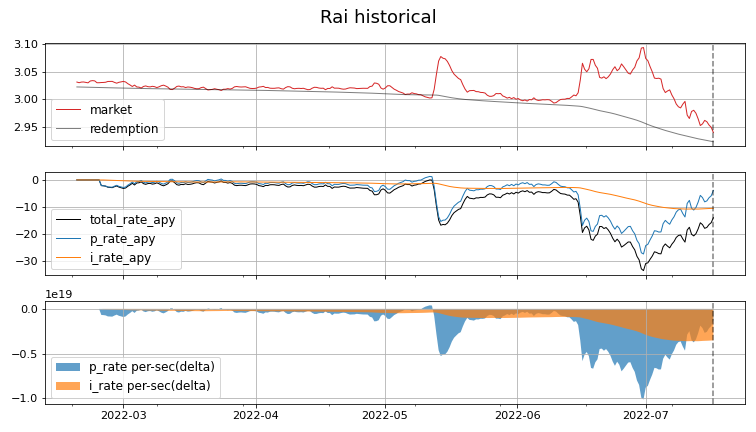 Rai historical
3.10
3.05
3.00
2.95
market
redemption
0
−10
−20
−30
total_rate_apy
p_rate_apy
i_rate_apy
1e19
0.0
−0.5
−1.0
p_rate per-sec(delta)
i_rate per-sec(delta)
2022-03 2022-04 2022-05 2022-06 2022-07